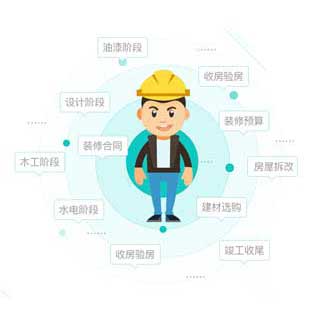 油漆阶段
收房验房
设计阶段
装修预算
装修合同
木工阶段
房屋拆改
水电阶段
建材选购
收房验房
竣工收尾